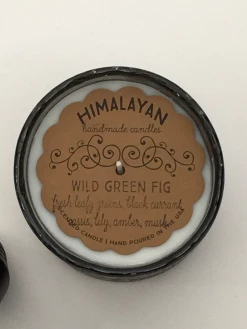 HIMALAYAN
handmade candles
WILD GREEN FIG
fresh leafy greens, black currant,
cassis, lily, amber, musk
SCENTED CANDLE | HAND POURED IN THE USA